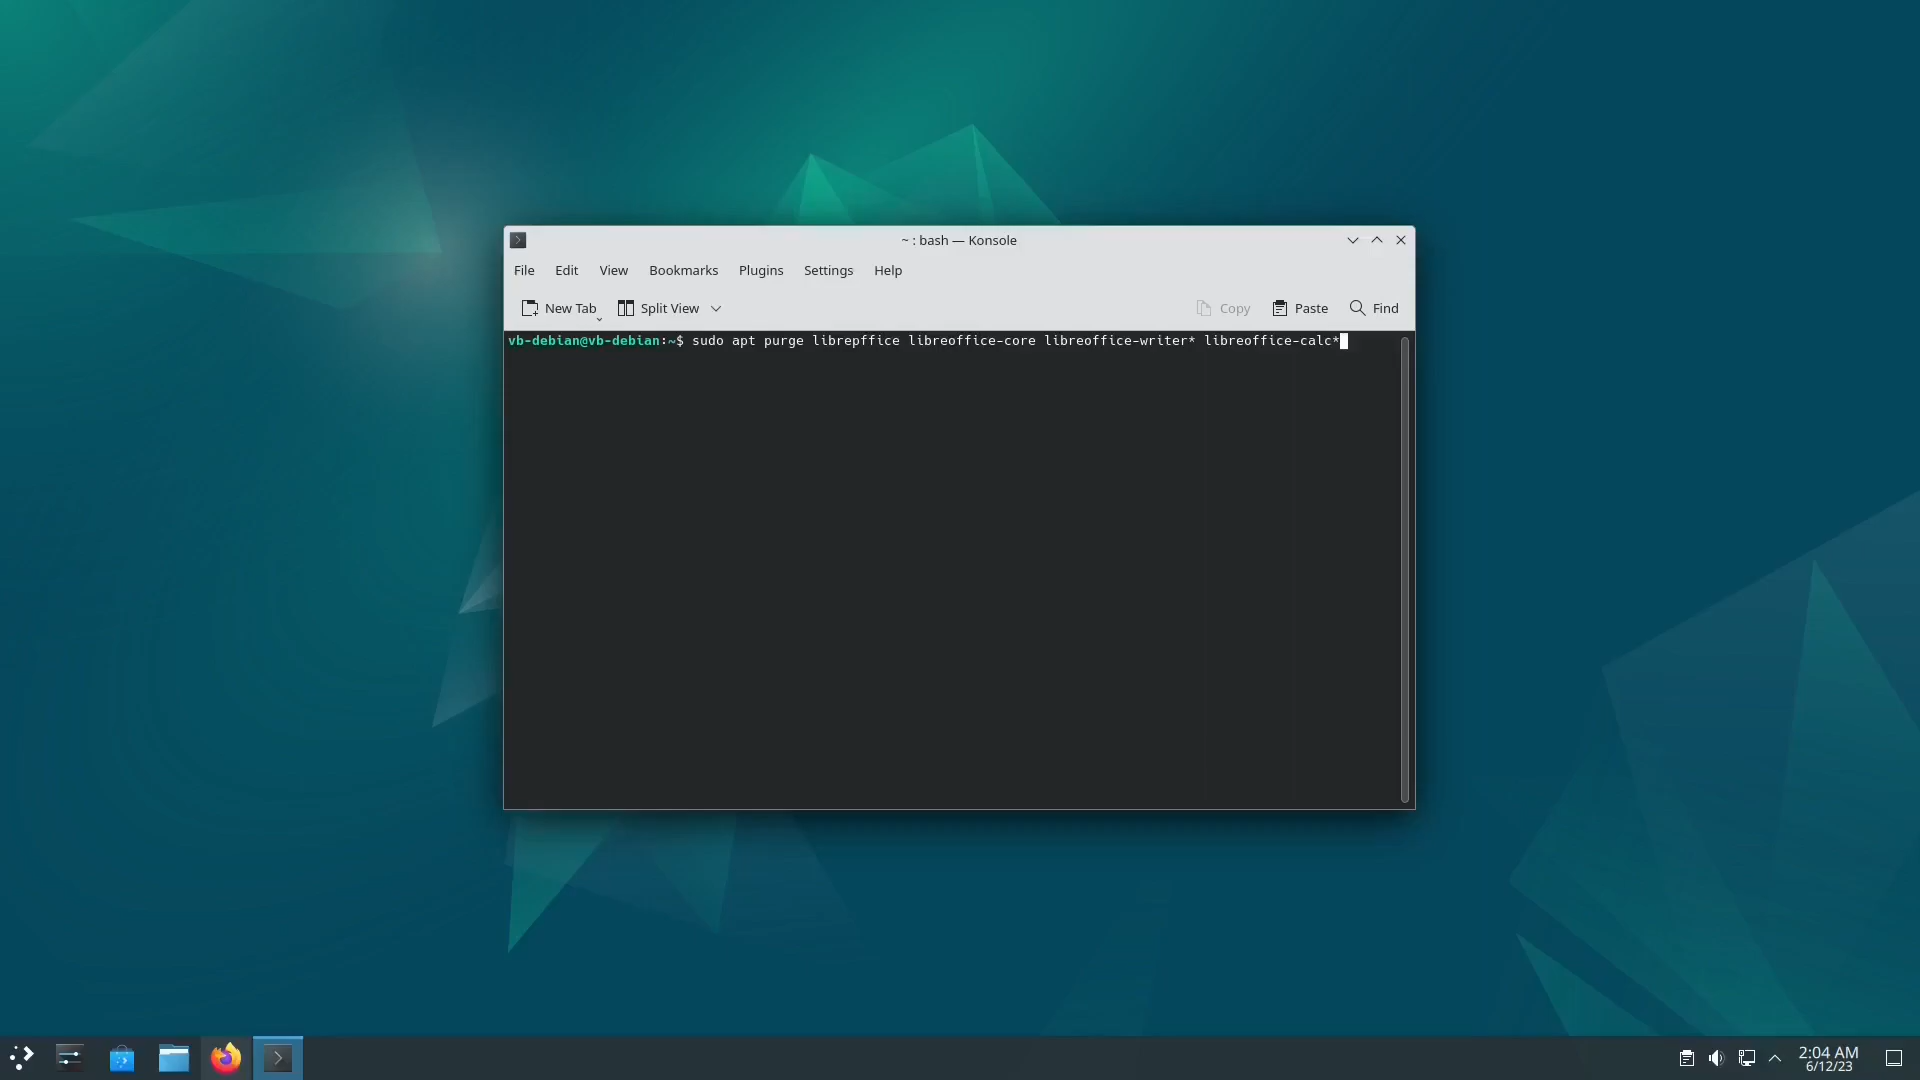 ~ : bash — Konsole
File Edit View Bookmarks Plugins Settings Help
New Tab Split View Copy Paste Find
vb-debian@vb-debian:~$ sudo apt purge librepffice libreoffice-core libreoffice-writer* libreoffice-calc*
2:04 AM
6/12/23